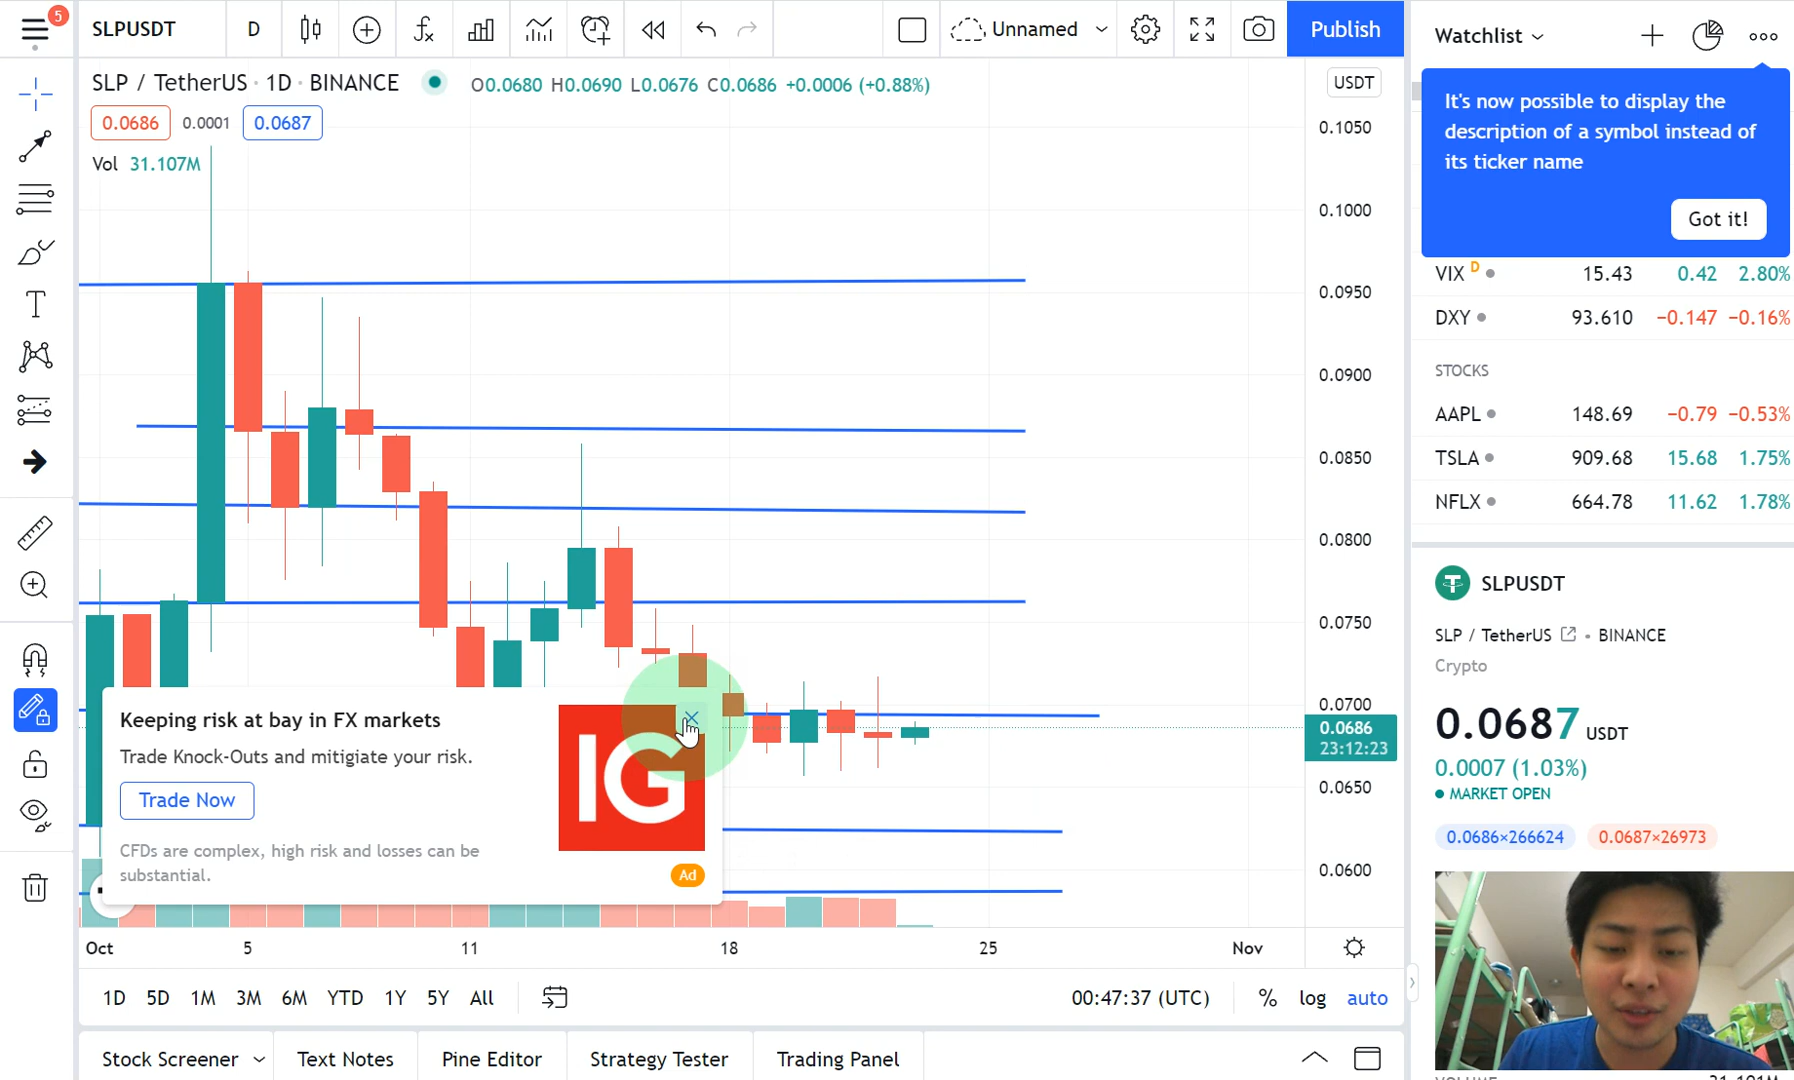 5
SLPUSDT
D
Unnamed
Publish
SLP / TetherUS · 1D · BINANCE
O0.0680 H0.0690 L0.0676 C0.0686 +0.0006 (+0.88%)
0.0686 0.0001 0.0687
Vol 31.107M
USDT
0.1050
0.1000
0.0950
0.0900
0.0850
0.0800
0.0750
0.0700
0.0686
23:12:23
0.0650
0.0600
Keeping risk at bay in FX markets
Trade Knock-Outs and mitigiate your risk.
Trade Now
CFDs are complex, high risk and losses can be
substantial.
IG
Ad
Oct 5 11 18 25 Nov
1D 5D 1M 3M 6M YTD 1Y 5Y All
00:47:37 (UTC) % log auto
Stock Screener Text Notes Pine Editor Strategy Tester Trading Panel
Watchlist
It's now possible to display the
description of a symbol instead of
its ticker name
Got it!
VIX D 15.43 0.42 2.80%
DXY 93.610 −0.147 −0.16%
STOCKS
AAPL 148.69 −0.79 −0.53%
TSLA 909.68 15.68 1.75%
NFLX 664.78 11.62 1.78%
SLPUSDT
SLP / TetherUS · BINANCE
Crypto
0.0687 USDT
0.0007 (1.03%)
MARKET OPEN
0.0686×266624 0.0687×26973